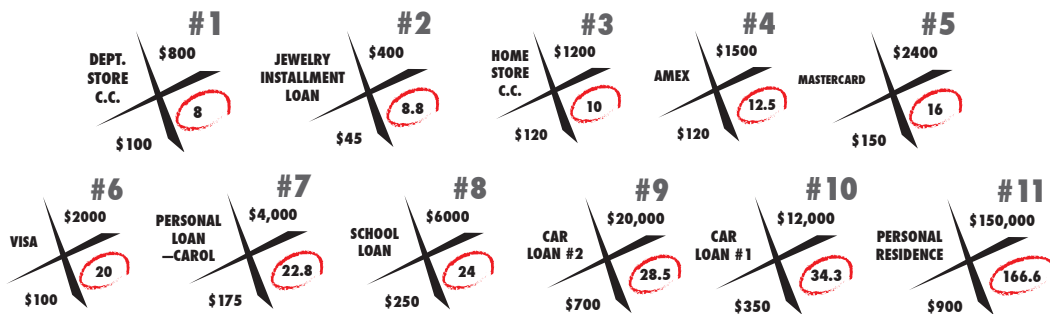 #1
DEPT.
STORE
C.C.
$800
8
$100
#2
JEWELRY
INSTALLMENT
LOAN
$400
8.8
$45
#3
HOME
STORE
C.C.
$1200
10
$120
#4
AMEX
$1500
12.5
$120
#5
MASTERCARD
$2400
16
$150
#6
VISA
$2000
20
$100
#7
PERSONAL
LOAN
—CAROL
$4,000
22.8
$175
#8
SCHOOL
LOAN
$6000
24
$250
#9
CAR
LOAN #2
$20,000
28.5
$700
#10
CAR
LOAN #1
$12,000
34.3
$350
#11
PERSONAL
RESIDENCE
$150,000
166.6
$900